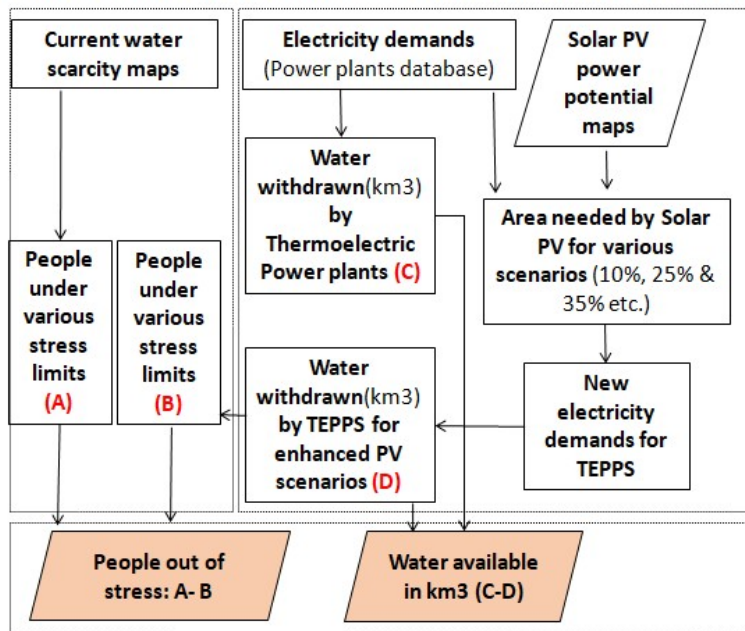 Current water
scarcity maps
Electricity demands
(Power plants database)
Solar PV
power
potential
maps
Water
withdrawn(km3)
by
Thermoelectric
Power plants (C)
Area needed by Solar
PV for various
scenarios (10%, 25% &
35% etc.)
People
under
various
stress
limits
(A)
People
under
various
stress
limits
(B)
Water
withdrawn(km3)
by TEPPS for
enhanced PV
scenarios (D)
New
electricity
demands for
TEPPS
People out of
stress: A- B
Water available
in km3 (C-D)